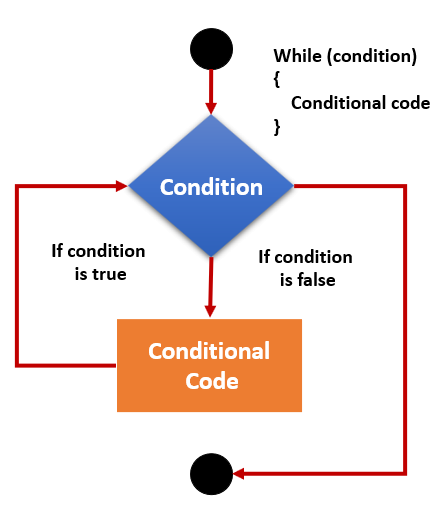 While (condition)
{
Conditional code
}
Condition
If condition
is true
If condition
is false
Conditional
Code